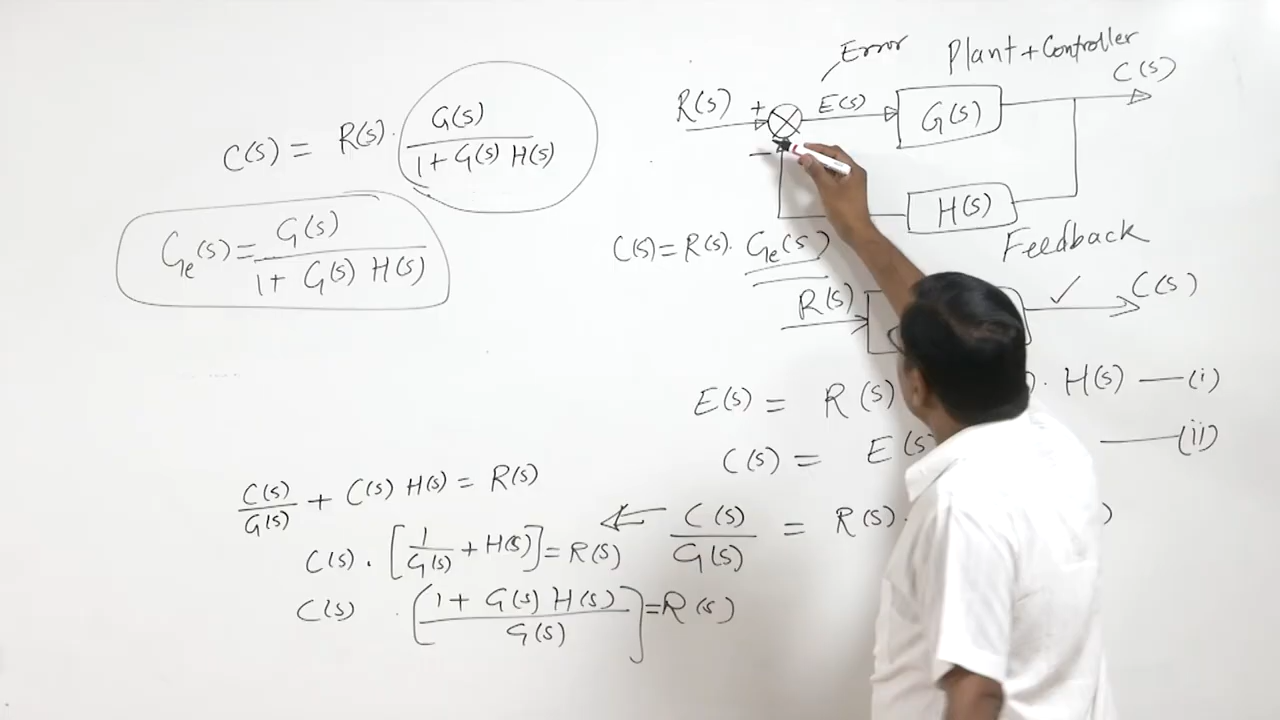 C(s) = R(s) · G(s) / 1 + G(s) H(s)
Ge(s) = G(s) / 1 + G(s) H(s)
Error
Plant + Controller
R(s) + E(s) G(s) C(s)
−
H(s)
Feedback
C(s) = R(s) · Ge(s)
R(s) ✓ C(s)
E(s) = R(s) · H(s) — (i)
C(s) = E(s) — (ii)
C(s) / G(s) = R(s) · )
C(s) / G(s) + C(s) H(s) = R(s)
C(s) · [1 / G(s) + H(s)] = R(s)
C(s) · [1 + G(s) H(s) / G(s)] = R(s)